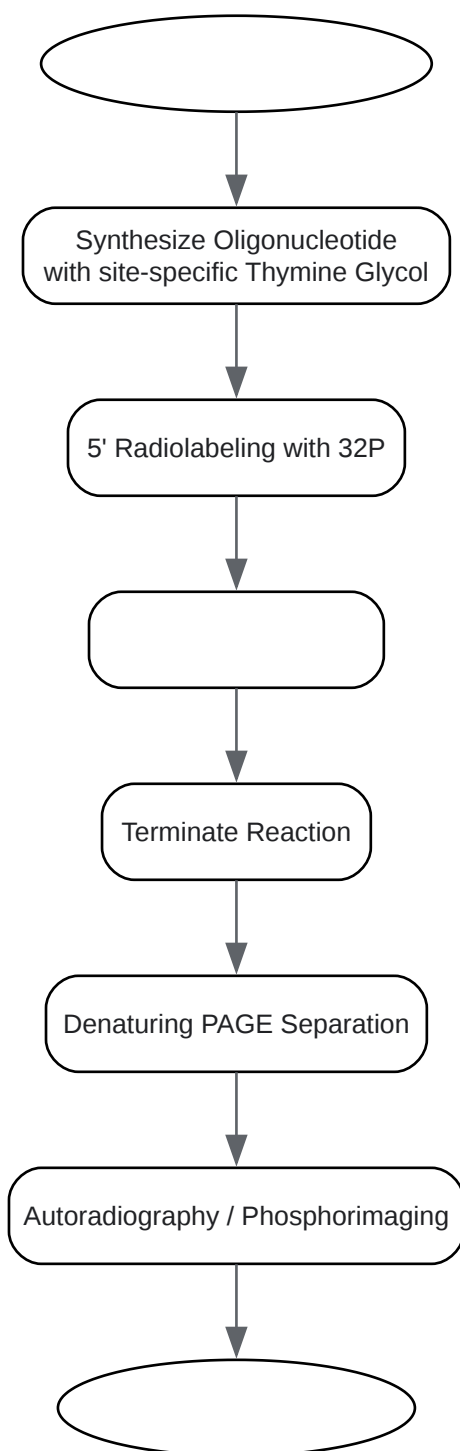 Synthesize Oligonucleotide
with site-specific Thymine Glycol
5' Radiolabeling with 32P
Terminate Reaction
Denaturing PAGE Separation
Autoradiography / Phosphorimaging